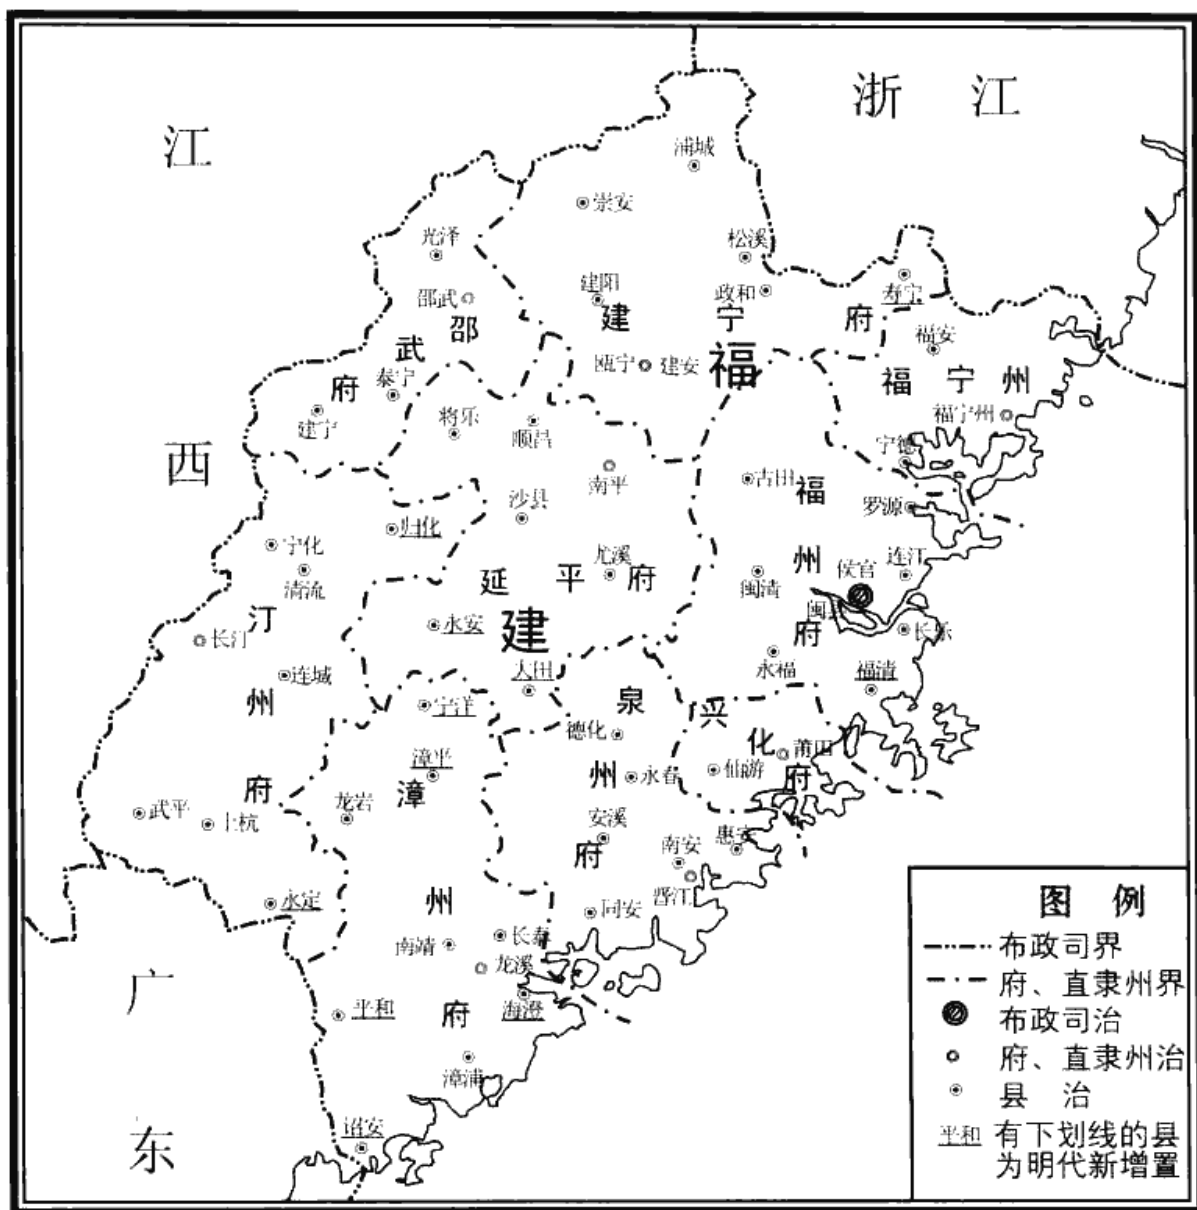 浙 江
江
西
广
东
福
建
浦城
崇安
松溪
建阳
政和
寿宁
建 宁 府
瓯宁
建安
光泽
邵武
邵
武
府
泰宁
建宁
福安
福 宁 州
福宁州
宁德
将乐
顺昌
南平
沙县
尤溪
延 平 府
永安
大田
古田
福
州
府
罗源
连江
侯官
闽清
闽县
长乐
永福
福清
归化
宁化
清流
汀
州
府
长汀
连城
武平
上杭
永定
宁洋
漳平
漳
州
府
龙岩
南靖
长泰
龙溪
海澄
平和
漳浦
诏安
泉
州
府
德化
永春
安溪
南安
惠安
晋江
同安
兴
化
府
仙游
莆田
图 例
布政司界
府、直隶州界
布政司治
府、直隶州治
县 治
平和 有下划线的县
为明代新增置